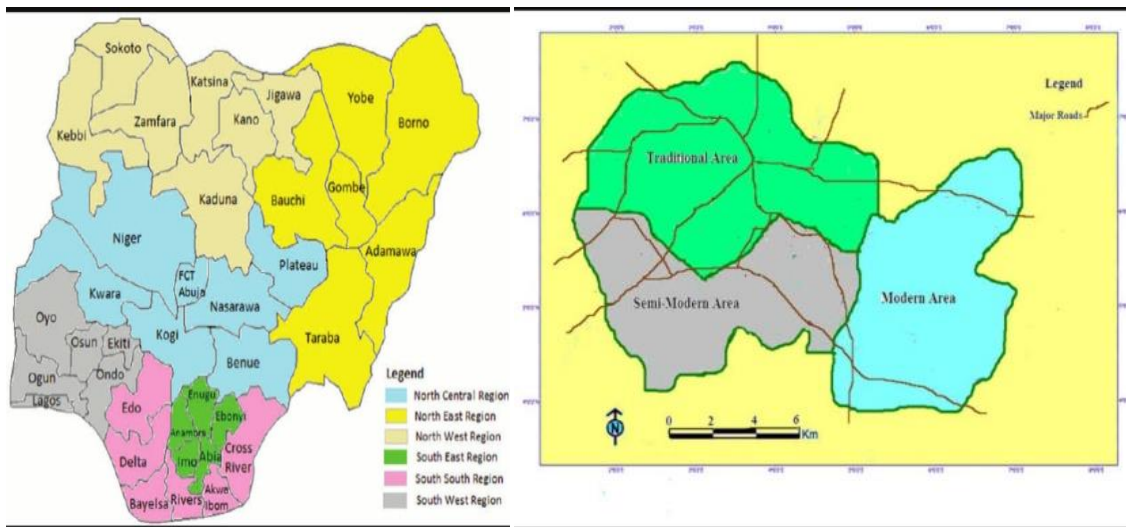 Sokoto
Katsina
Jigawa
Yobe
Borno
Kano
Zamfara
Kebbi
Gombe
Kaduna
Bauchi
Niger
Adamawa
Plateau
FCT
Abuja
Kwara
Nasarawa
Oyo
Kogi
Taraba
Osun
Ekiti
Benue
Ogun
Ondo
Lagos
Edo
Enugu
Ebonyi
Anambra
Imo
Abia
Cross
River
Delta
Bayelsa
Rivers
Akwa
Ibom
Legend
North Central Region
North East Region
North West Region
South East Region
South South Region
South West Region
Legend
Major Roads
Traditional Area
Semi-Modern Area
Modern Area
N
0 2 4 6
Km